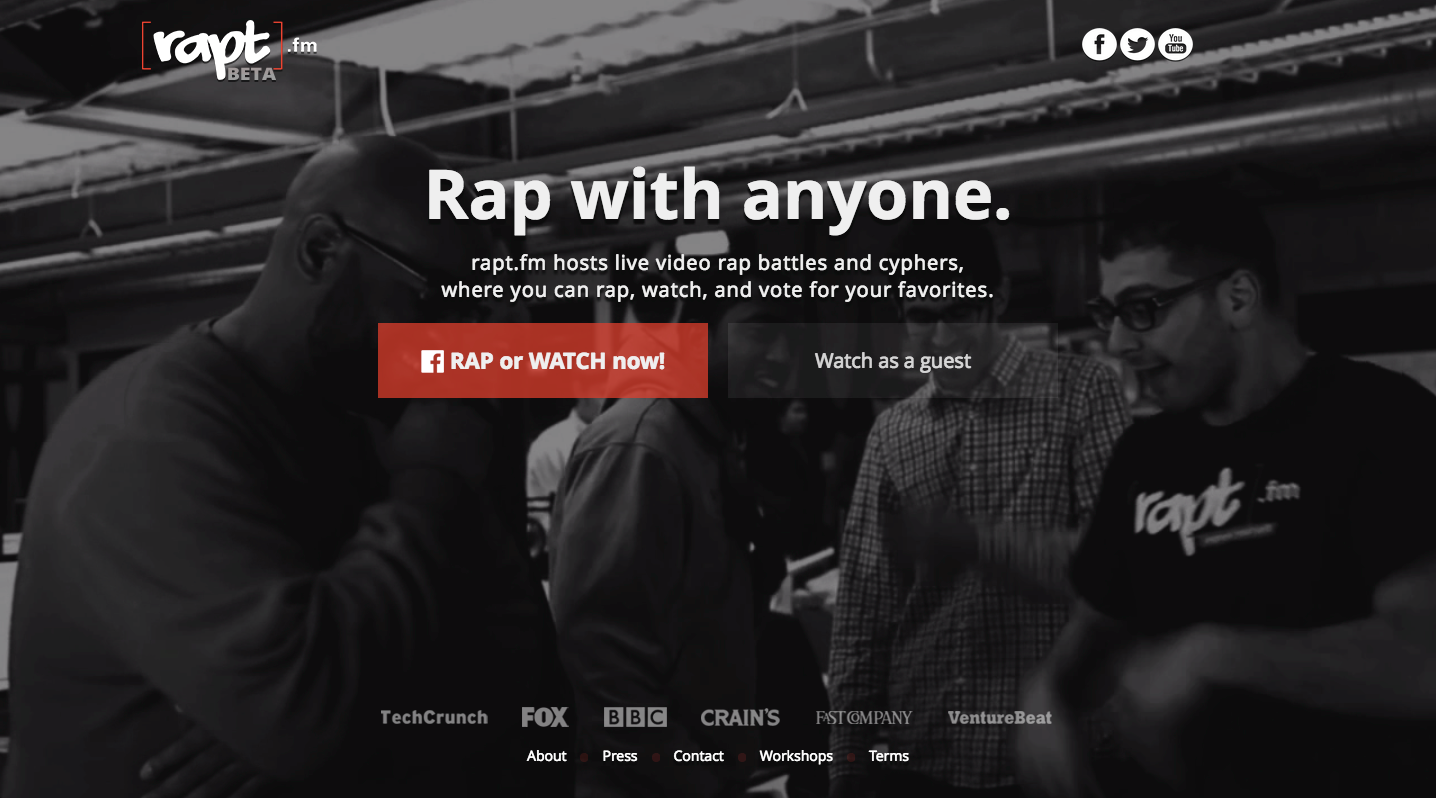 rapt .fm
BETA
You
Tube
Rap with anyone.
rapt.fm hosts live video rap battles and cyphers,
where you can rap, watch, and vote for your favorites.
RAP or WATCH now!
Watch as a guest
rapt .fm
TechCrunch FOX BBC CRAIN'S FAST COMPANY VentureBeat
About Press Contact Workshops Terms